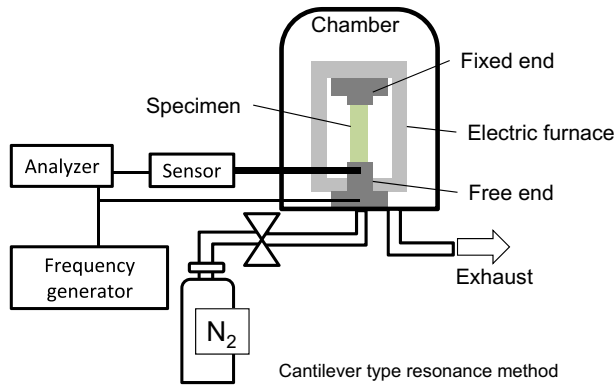 Chamber
Fixed end
Specimen
Electric furnace
Analyzer
Sensor
Free end
Frequency
generator
Exhaust
N₂
Cantilever type resonance method